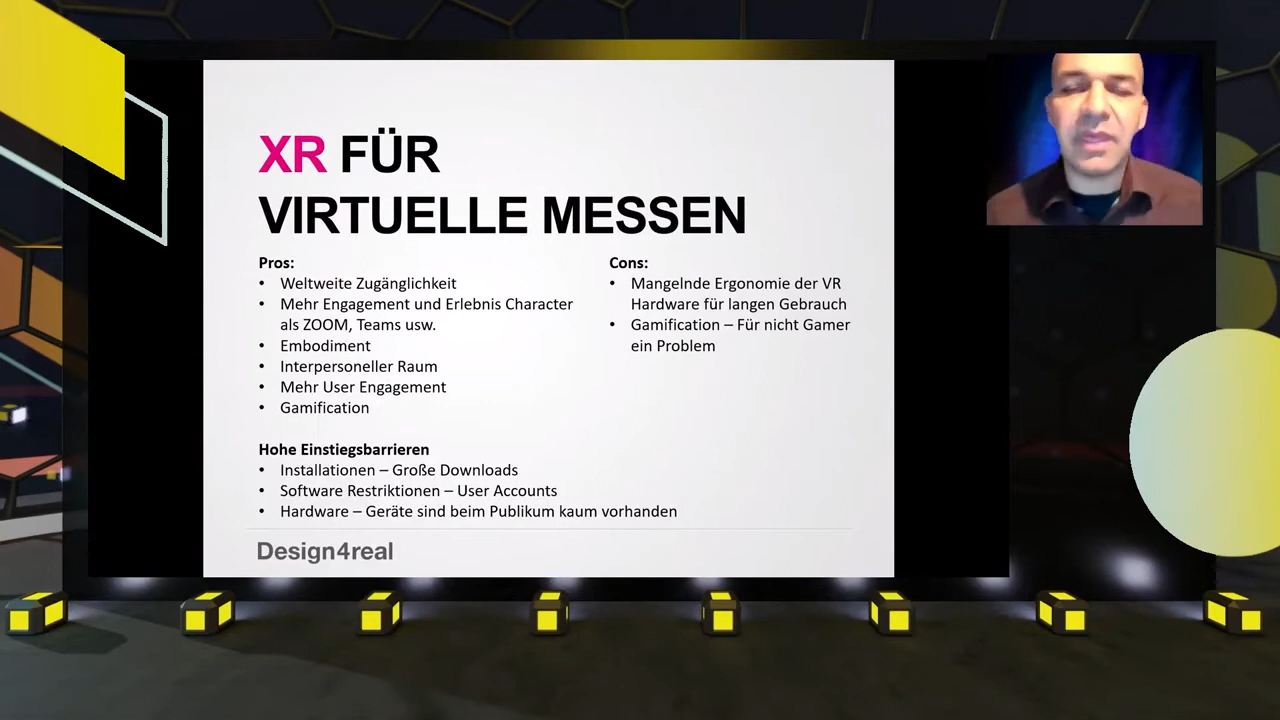 XR FÜR
VIRTUELLE MESSEN
Pros:
• Weltweite Zugänglichkeit
• Mehr Engagement und Erlebnis Character
als ZOOM, Teams usw.
• Embodiment
• Interpersoneller Raum
• Mehr User Engagement
• Gamification
Cons:
• Mangelnde Ergonomie der VR
Hardware für langen Gebrauch
• Gamification – Für nicht Gamer
ein Problem
Hohe Einstiegsbarrieren
• Installationen – Große Downloads
• Software Restriktionen – User Accounts
• Hardware – Geräte sind beim Publikum kaum vorhanden
Design4real